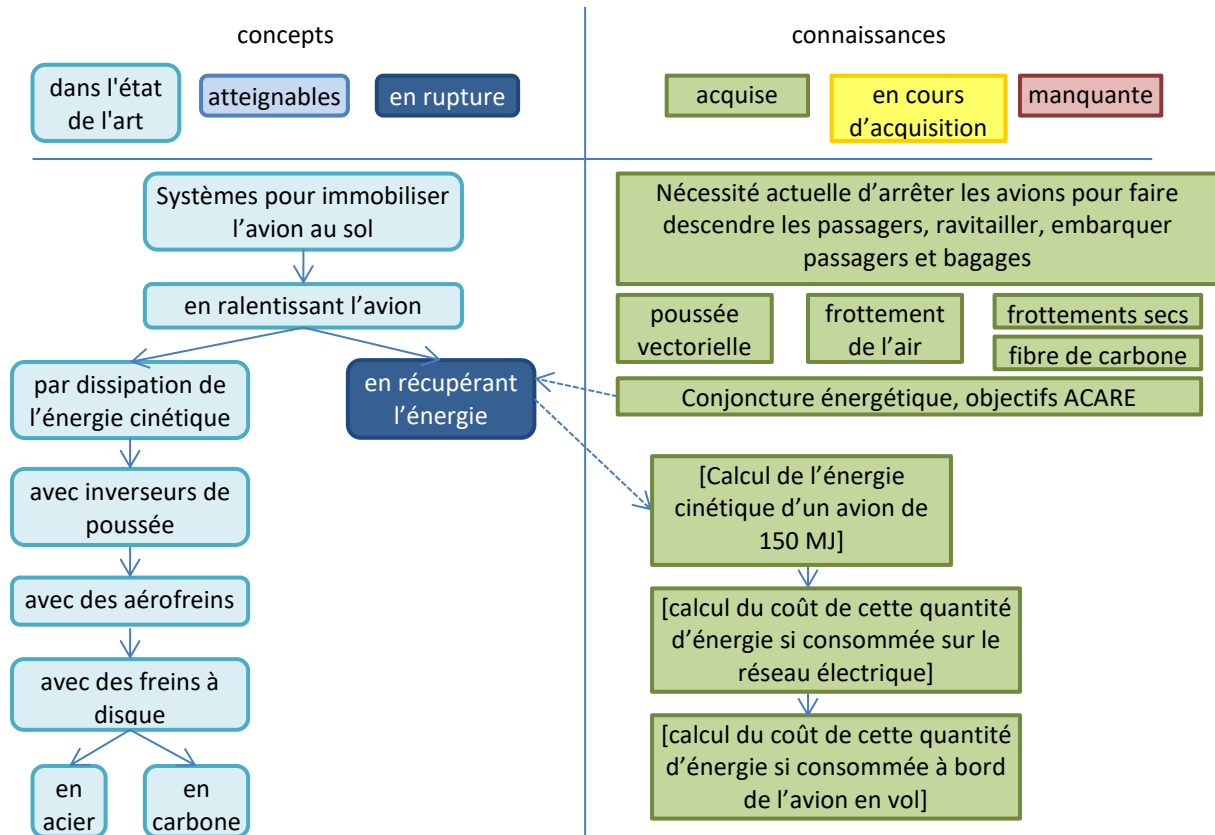 concepts
connaissances
dans l'état
de l'art
atteignables
en rupture
acquise
en cours
d’acquisition
manquante
Systèmes pour immobiliser
l’avion au sol
en ralentissant l’avion
par dissipation de
l’énergie cinétique
en récupérant
l’énergie
avec inverseurs de
poussée
avec des aérofreins
avec des freins à
disque
en
acier
en
carbone
Nécessité actuelle d’arrêter les avions pour faire
descendre les passagers, ravitailler, embarquer
passagers et bagages
poussée
vectorielle
frottement
de l’air
frottements secs
fibre de carbone
Conjoncture énergétique, objectifs ACARE
[Calcul de l’énergie
cinétique d’un avion de
150 MJ]
[calcul du coût de cette quantité
d’énergie si consommée sur le
réseau électrique]
[calcul du coût de cette quantité
d’énergie si consommée à bord
de l’avion en vol]